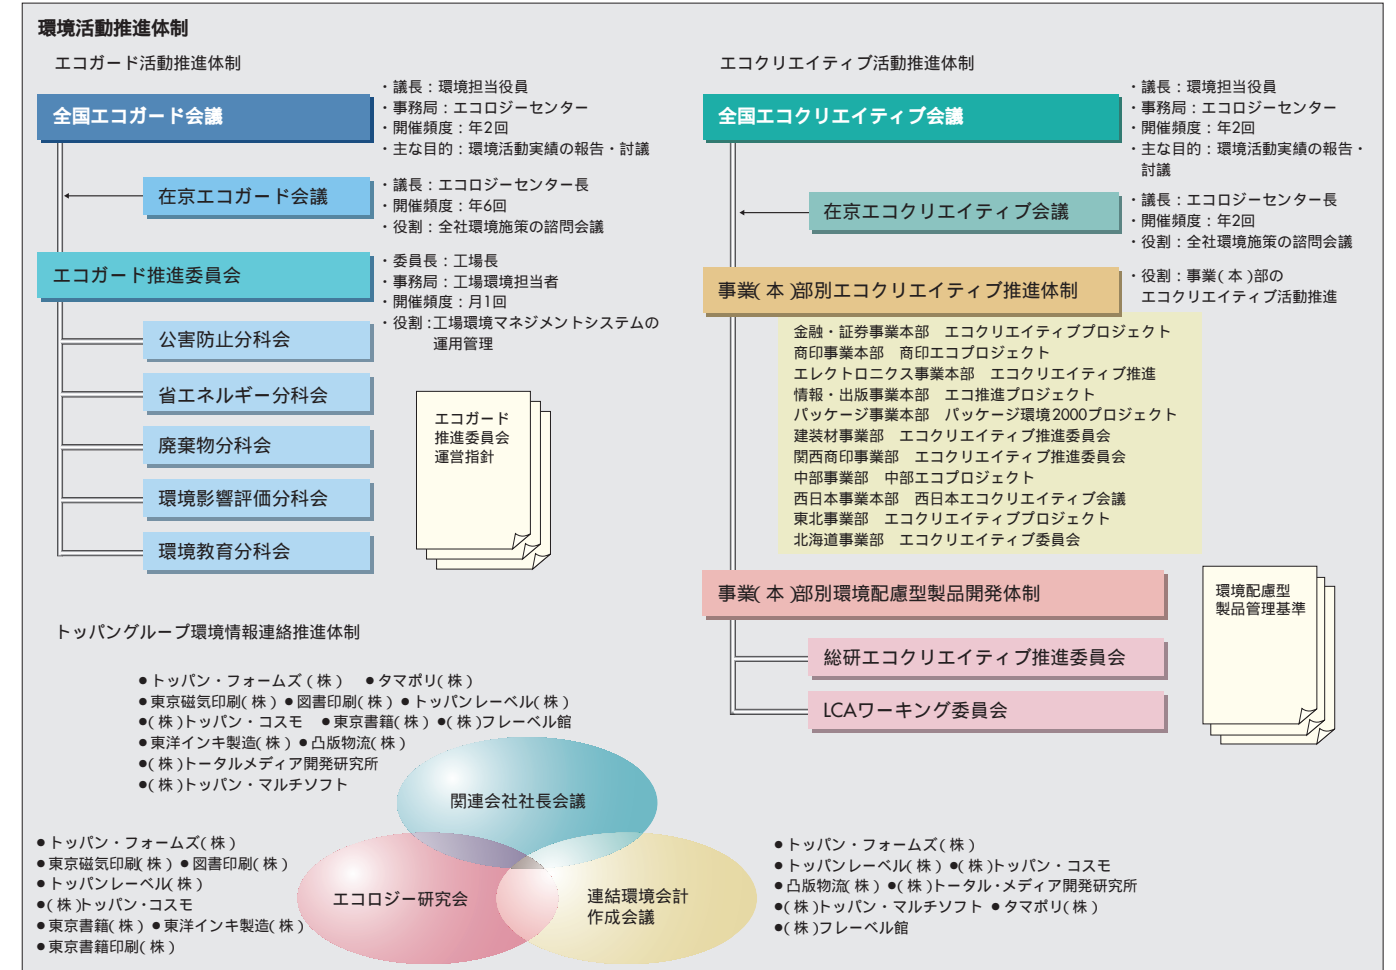 環境活動推進体制
エコガード活動推進体制
全国エコガード会議
・議長：環境担当役員
・事務局：エコロジーセンター
・開催頻度：年2回
・主な目的：環境活動実績の報告・討議
在京エコガード会議
・議長：エコロジーセンター長
・開催頻度：年6回
・役割：全社環境施策の諮問会議
エコガード推進委員会
・委員長：工場長
・事務局：工場環境担当者
・開催頻度：月1回
・役割：工場環境マネジメントシステムの
運用管理
公害防止分科会
省エネルギー分科会
廃棄物分科会
環境影響評価分科会
環境教育分科会
エコガード
推進委員会
運営指針
エコクリエイティブ活動推進体制
全国エコクリエイティブ会議
・議長：環境担当役員
・事務局：エコロジーセンター
・開催頻度：年2回
・主な目的：環境活動実績の報告・
討議
在京エコクリエイティブ会議
・議長：エコロジーセンター長
・開催頻度：年2回
・役割：全社環境施策の諮問会議
事業(本)部別エコクリエイティブ推進体制
・役割：事業(本)部の
エコクリエイティブ活動推進
金融・証券事業本部　エコクリエイティブプロジェクト
商印事業本部　商印エコプロジェクト
エレクトロニクス事業本部　エコクリエイティブ推進
情報・出版事業本部　エコ推進プロジェクト
パッケージ事業本部　パッケージ環境2000プロジェクト
建装材事業部　エコクリエイティブ推進委員会
関西商印事業部　エコクリエイティブ推進委員会
中部事業部　中部エコプロジェクト
西日本事業本部　西日本エコクリエイティブ会議
東北事業部　エコクリエイティブプロジェクト
北海道事業部　エコクリエイティブ委員会
事業(本)部別環境配慮型製品開発体制
総研エコクリエイティブ推進委員会
LCAワーキング委員会
環境配慮型
製品管理基準
トッパングループ環境情報連絡推進体制
●トッパン・フォームズ(株)　●タマポリ(株)
●東京磁気印刷(株)●図書印刷(株)●トッパンレーベル(株)
●(株)トッパン・コスモ　●東京書籍(株)●(株)フレーベル館
●東洋インキ製造(株)●凸版物流(株)
●(株)トータルメディア開発研究所
●(株)トッパン・マルチソフト
関連会社社長会議
●トッパン・フォームズ(株)
●東京磁気印刷(株)●図書印刷(株)
●トッパンレーベル(株)
●(株)トッパン・コスモ
●東京書籍(株)●東洋インキ製造(株)
●東京書籍印刷(株)
エコロジー研究会
連結環境会計
作成会議
●トッパン・フォームズ(株)
●トッパンレーベル(株)●(株)トッパン・コスモ
●凸版物流(株)●(株)トータル・メディア開発研究所
●(株)トッパン・マルチソフト ●タマポリ(株)
●(株)フレーベル館